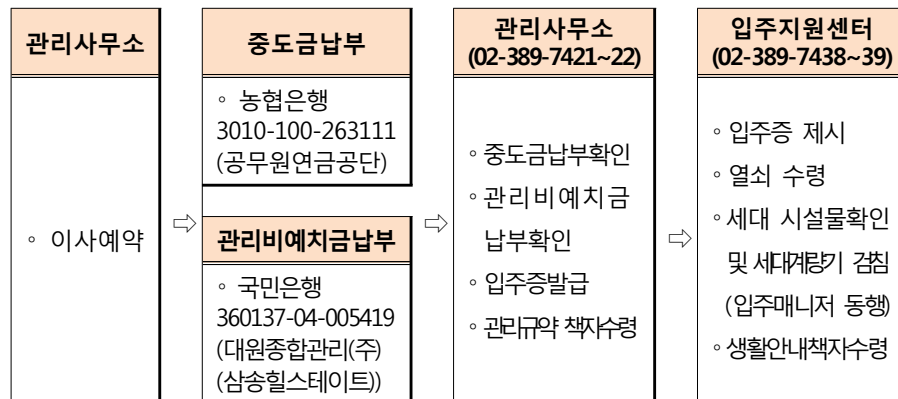 관리사무소
◦ 이사예약
⇨
중도금납부
◦ 농협은행
3010-100-263111
(공무원연금공단)
관리비예치금납부
◦ 국민은행
360137-04-005419
(대원종합관리(주)
(삼송힐스테이트))
⇨
관리사무소
(02-389-7421~22)
◦중도금납부확인
◦관리비예치금
납부확인
◦입주증발급
◦관리규약 책자수령
⇨
입주지원센터
(02-389-7438~39)
◦입주증 제시
◦열쇠 수령
◦세대 시설물확인
및 세대계량기 검침
(입주매니저 동행)
◦생활안내책자수령